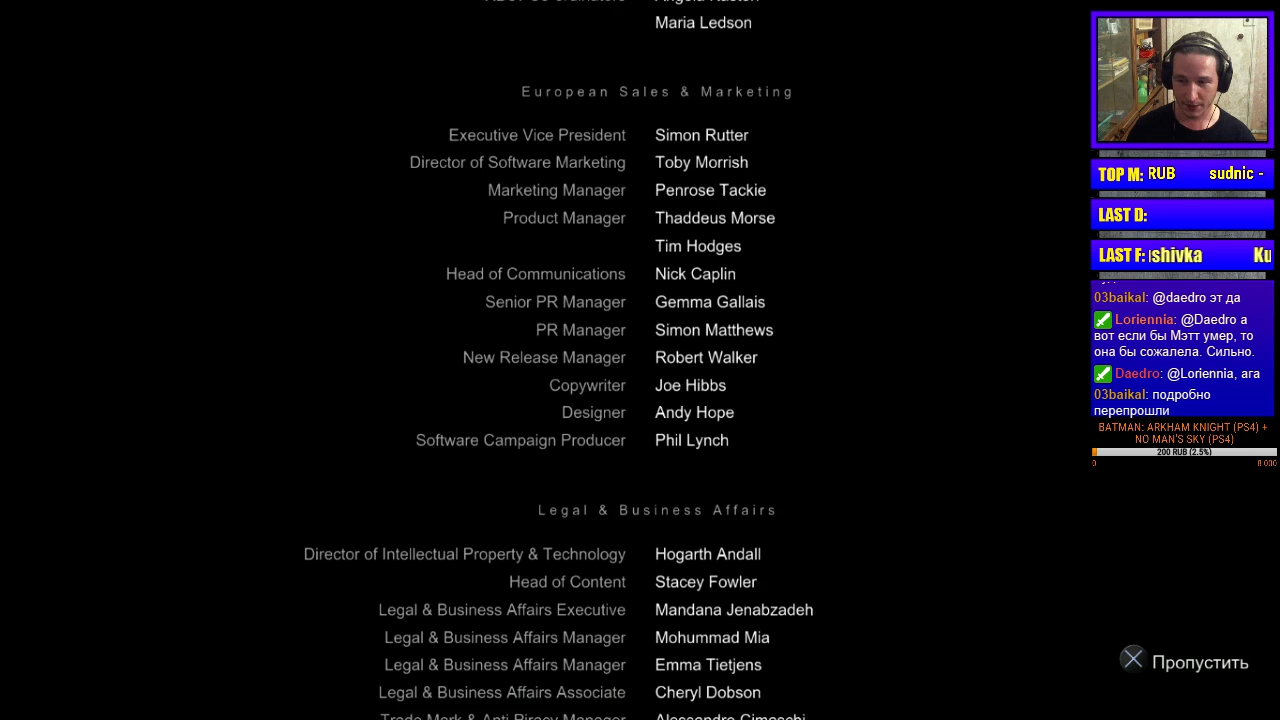 Maria Ledson
European Sales & Marketing
Executive Vice President Simon Rutter
Director of Software Marketing Toby Morrish
Marketing Manager Penrose Tackie
Product Manager Thaddeus Morse
Tim Hodges
Head of Communications Nick Caplin
Senior PR Manager Gemma Gallais
PR Manager Simon Matthews
New Release Manager Robert Walker
Copywriter Joe Hibbs
Designer Andy Hope
Software Campaign Producer Phil Lynch
Legal & Business Affairs
Director of Intellectual Property & Technology Hogarth Andall
Head of Content Stacey Fowler
Legal & Business Affairs Executive Mandana Jenabzadeh
Legal & Business Affairs Manager Mohummad Mia
Legal & Business Affairs Manager Emma Tietjens
Legal & Business Affairs Associate Cheryl Dobson
Пропустить
TOP M: RUB sudnic -
LAST D:
LAST F: shivka Ku
03baikal: @daedro эт да
Loriennia: @Daedro а
вот если бы Мэтт умер, то
она бы сожалела. Сильно.
Daedro: @Loriennia, ага
03baikal: подробно
перепрошли
BATMAN: ARKHAM KNIGHT (PS4) +
NO MAN'S SKY (PS4)
200 RUB (2.5%)
0 8 000